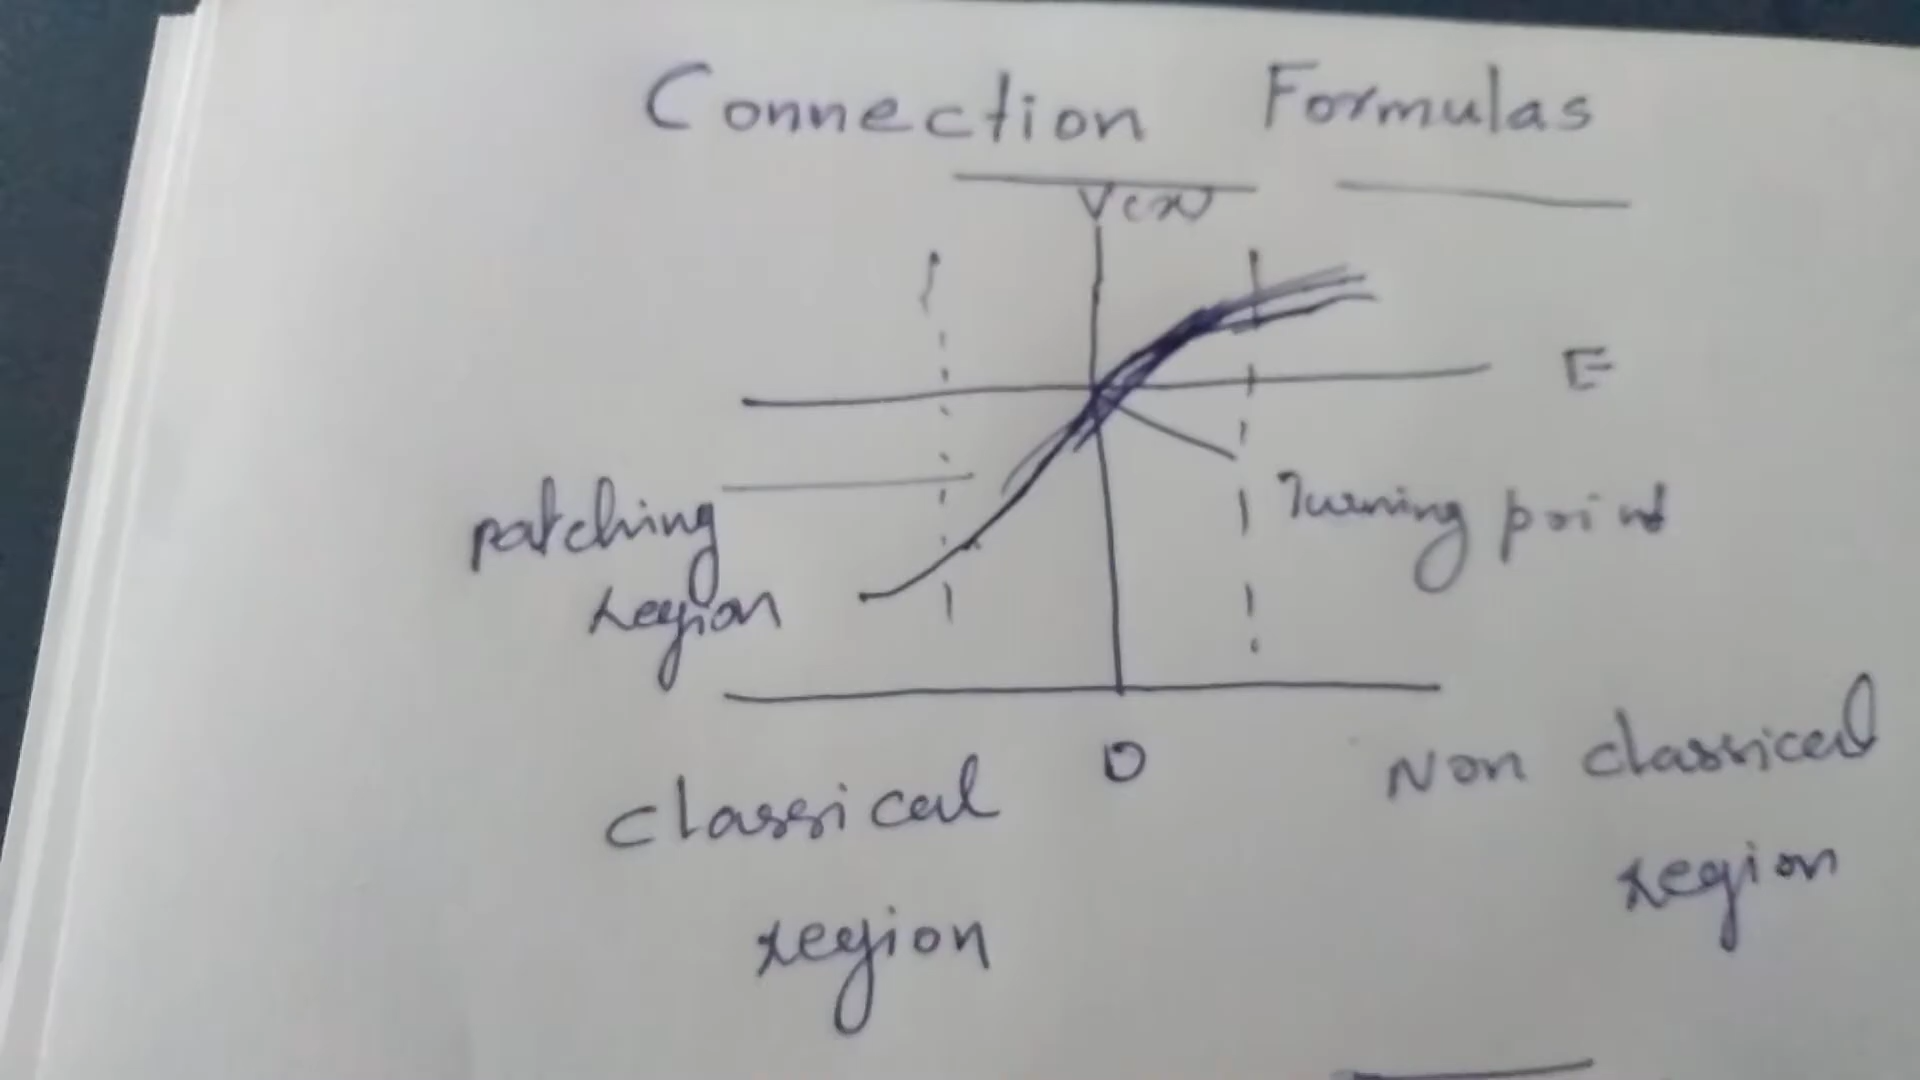 Connection Formulas
V(x)
E
patching
region
Turning point
0
classical
region
Non classical
region